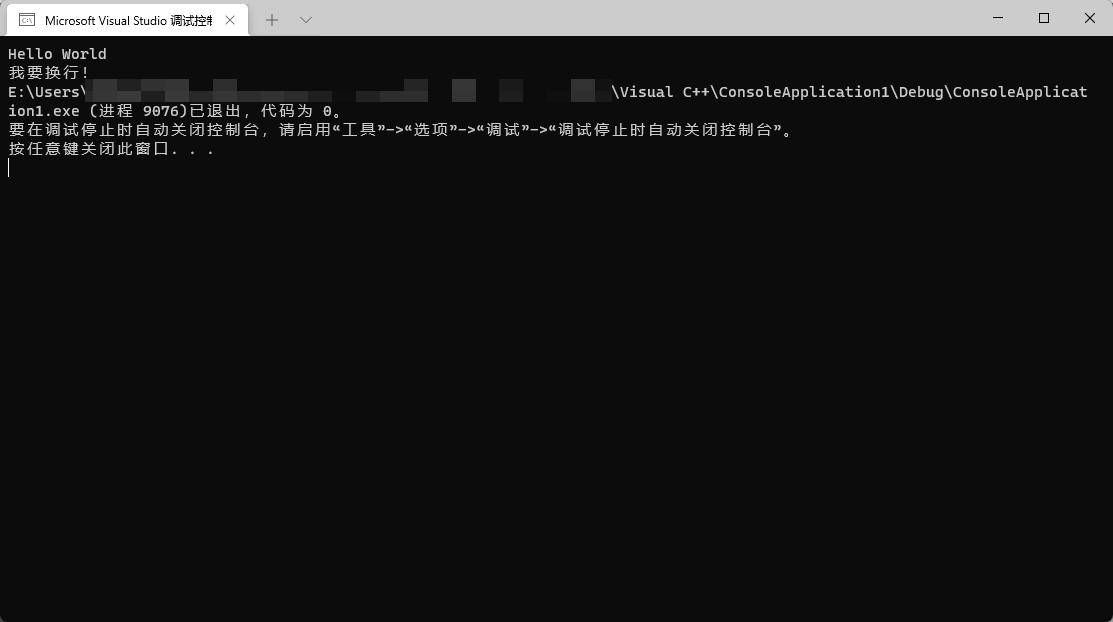 Microsoft Visual Studio 调试控制
Hello World
我要换行!
E:\Users\ \Visual C++\ConsoleApplication1\Debug\ConsoleApplicat
ion1.exe (进程 9076)已退出，代码为 0。
要在调试停止时自动关闭控制台，请启用“工具”->“选项”->“调试”->“调试停止时自动关闭控制台”。
按任意键关闭此窗口. . .